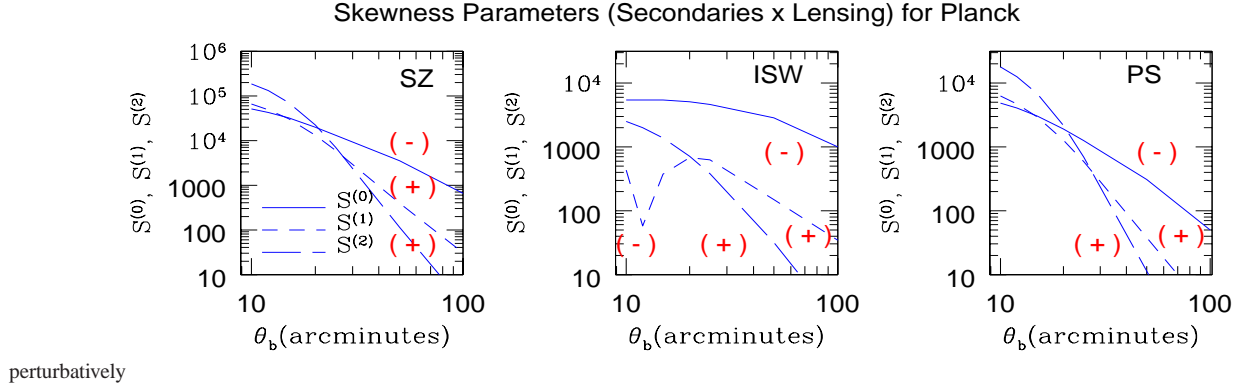 Skewness Parameters (Secondaries x Lensing) for Planck
SZ
ISW
PS
S^(0), S^(1), S^(2)
10^6
10^5
10^4
1000
100
10
( - )
( + )
( + )
S^(0)
S^(1)
S^(2)
10
100
θ_b(arcminutes)
S^(0), S^(1), S^(2)
10^4
1000
100
10
( - )
( - )
( + )
( + )
10
100
θ_b(arcminutes)
S^(0), S^(1), S^(2)
10^4
1000
100
10
( - )
( + )
( + )
10
100
θ_b(arcminutes)
perturbatively